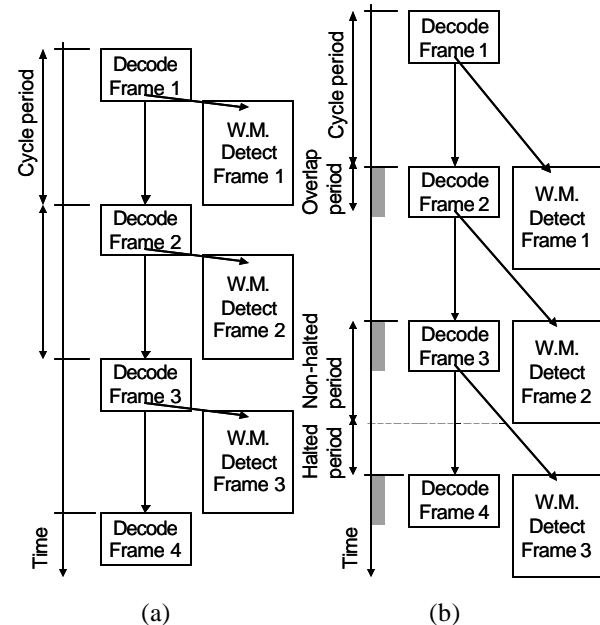 Cycle period
Time
Decode
Frame 1
W.M.
Detect
Frame 1
Decode
Frame 2
W.M.
Detect
Frame 2
Decode
Frame 3
W.M.
Detect
Frame 3
Decode
Frame 4
(a)
Cycle period
Overlap
period
Non-halted
period
Halted
period
Time
Decode
Frame 1
Decode
Frame 2
W.M.
Detect
Frame 1
Decode
Frame 3
W.M.
Detect
Frame 2
Decode
Frame 4
W.M.
Detect
Frame 3
(b)